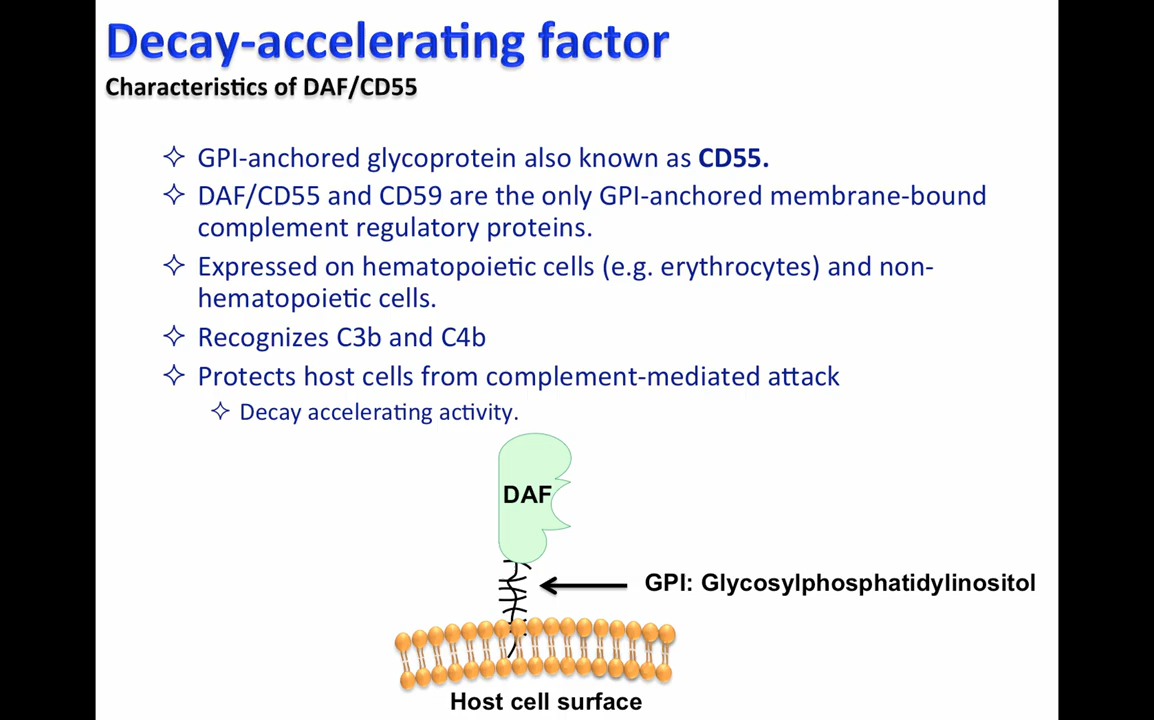 Decay-accelerating factor
Characteristics of DAF/CD55
✧ GPI-anchored glycoprotein also known as CD55.
✧ DAF/CD55 and CD59 are the only GPI-anchored membrane-bound
complement regulatory proteins.
✧ Expressed on hematopoietic cells (e.g. erythrocytes) and non-
hematopoietic cells.
✧ Recognizes C3b and C4b
✧ Protects host cells from complement-mediated attack
✧ Decay accelerating activity.
DAF
GPI: Glycosylphosphatidylinositol
Host cell surface